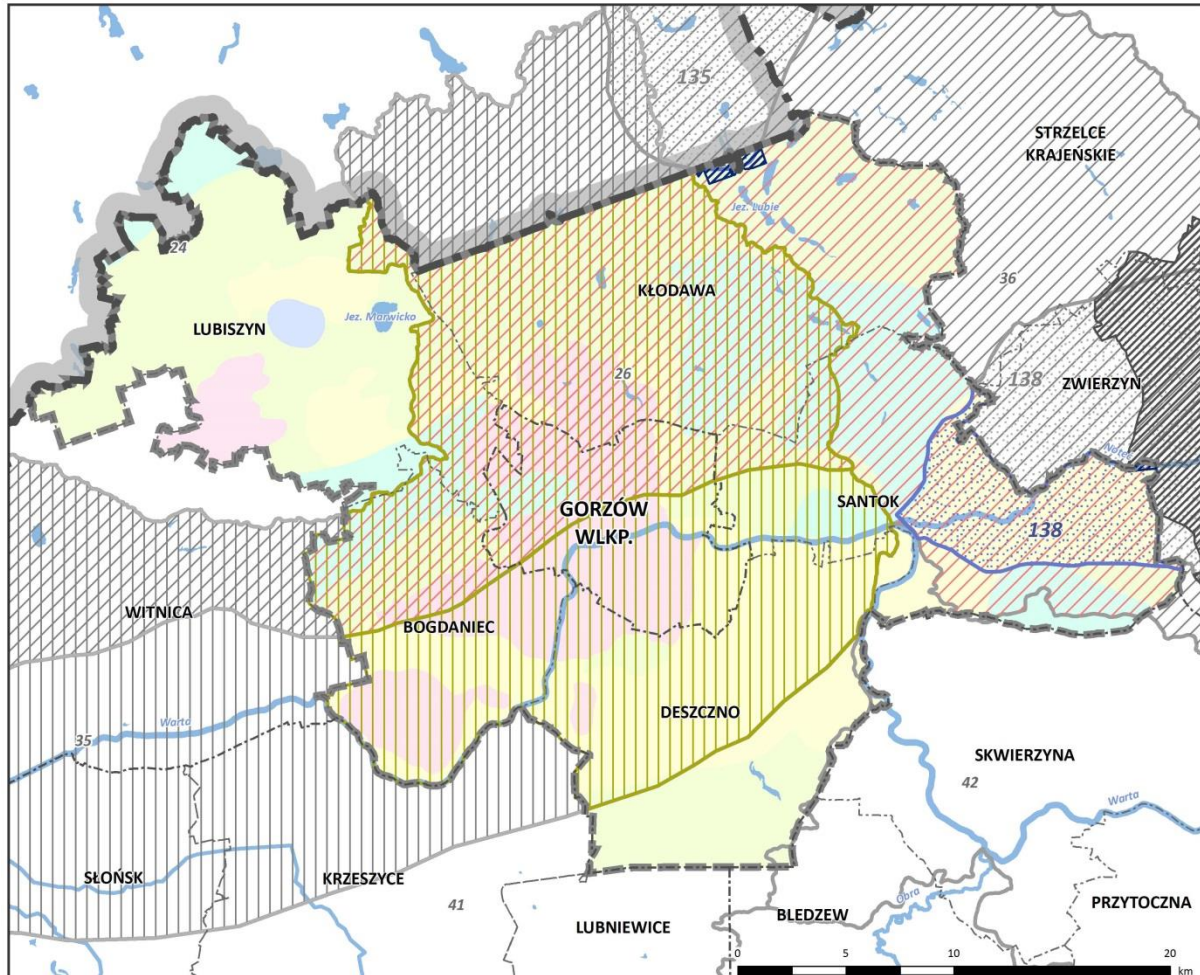 135
STRZELCE
KRAJEŃSKIE
Jez. Lubie
24
36
KŁODAWA
Jez. Marwicko
LUBISZYN
26
138
ZWIERZYN
Noteć
SANTOK
GORZÓW
WLKP.
138
WITNICA
BOGDANIEC
DESZCZNO
Warta
35
SKWIERZYNA
42
Warta
SŁOŃSK
KRZESZYCE
41
Obra
PRZYTOCZNA
BLEDZEW
LUBNIEWICE
0 5 10 20
km